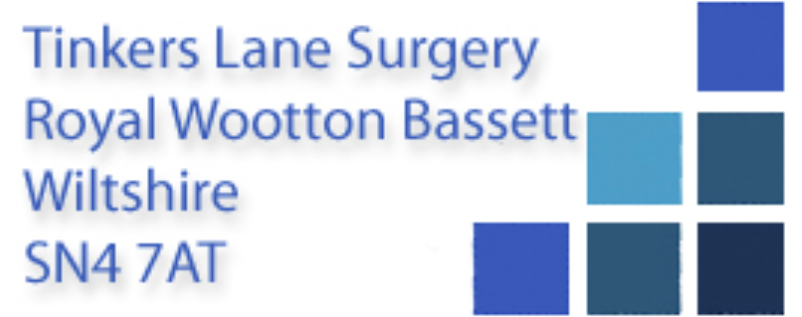 Tinkers Lane Surgery
Royal Wootton Bassett
Wiltshire
SN4 7AT